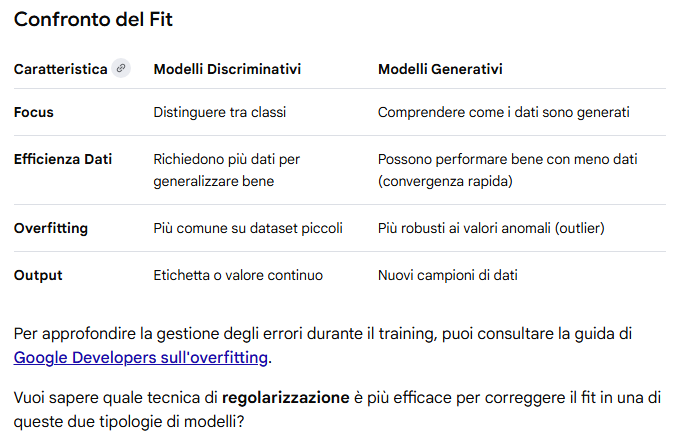 Confronto del Fit
Caratteristica Modelli Discriminativi Modelli Generativi
Focus Distinguere tra classi Comprendere come i dati sono generati
Efficienza Dati Richiedono più dati per Possono performare bene con meno dati
generalizzare bene (convergenza rapida)
Overfitting Più comune su dataset piccoli Più robusti ai valori anomali (outlier)
Output Etichetta o valore continuo Nuovi campioni di dati
Per approfondire la gestione degli errori durante il training, puoi consultare la guida di
Google Developers sull'overfitting.
Vuoi sapere quale tecnica di regolarizzazione è più efficace per correggere il fit in una di
queste due tipologie di modelli?